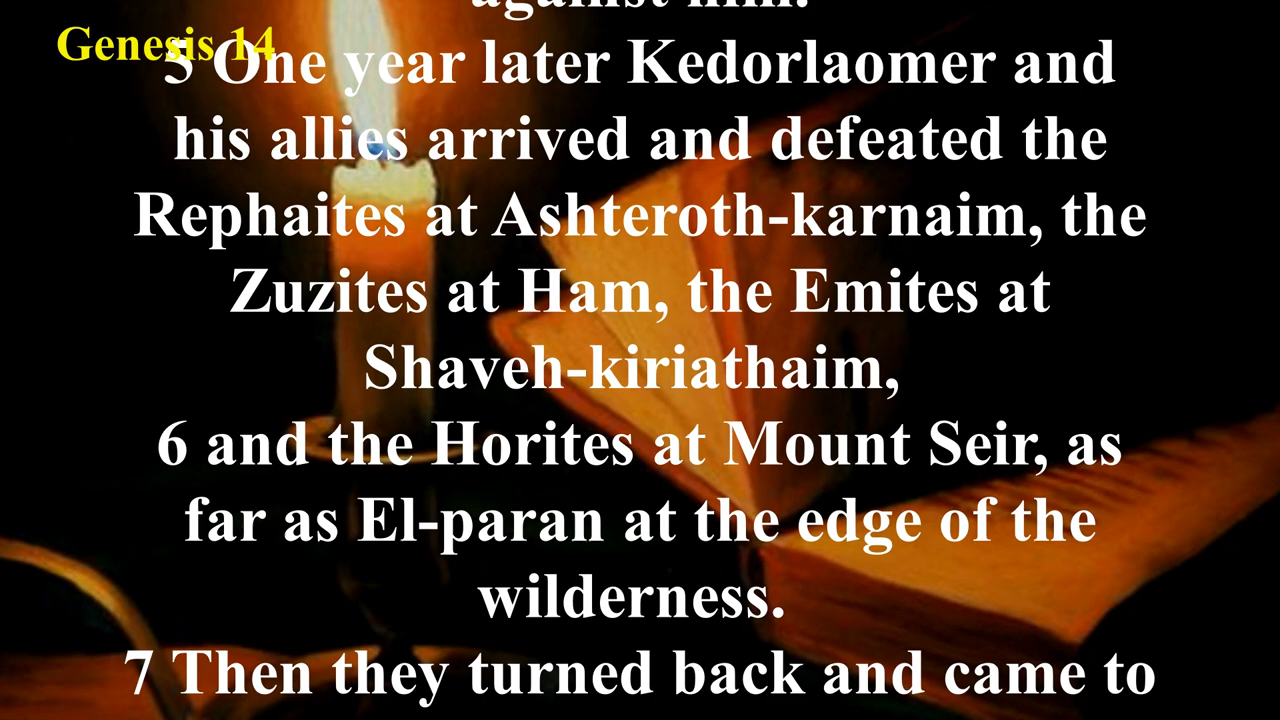 against him.
Genesis 14
5 One year later Kedorlaomer and
his allies arrived and defeated the
Rephaites at Ashteroth-karnaim, the
Zuzites at Ham, the Emites at
Shaveh-kiriathaim,
6 and the Horites at Mount Seir, as
far as El-paran at the edge of the
wilderness.
7 Then they turned back and came to